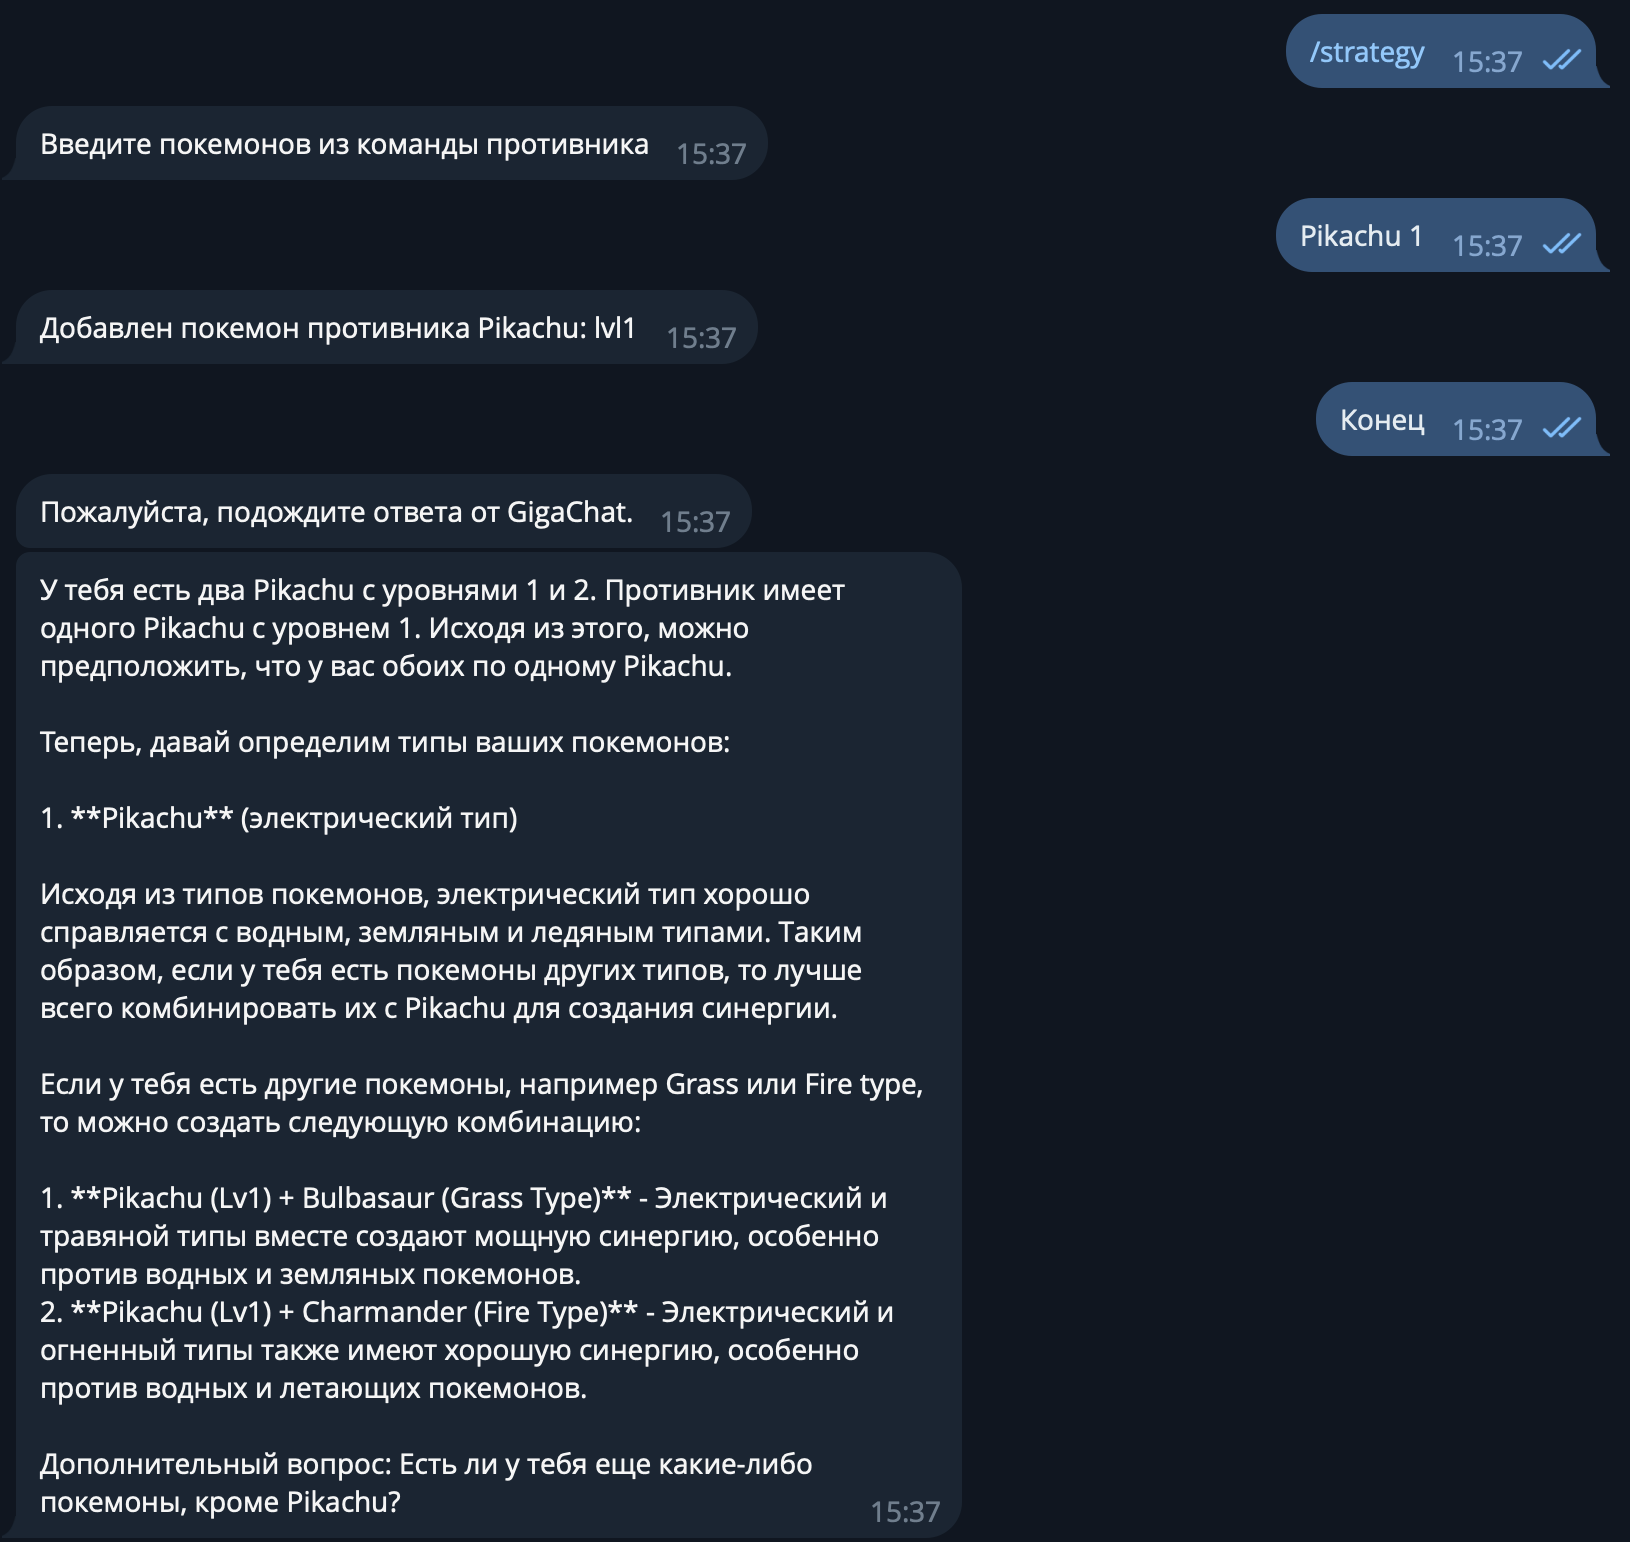 /strategy 15:37
Введите покемонов из команды противника 15:37
Pikachu 1 15:37
Добавлен покемон противника Pikachu: lvl1 15:37
Конец 15:37
Пожалуйста, подождите ответа от GigaChat. 15:37
У тебя есть два Pikachu с уровнями 1 и 2. Противник имеет
одного Pikachu с уровнем 1. Исходя из этого, можно
предположить, что у вас обоих по одному Pikachu.
Теперь, давай определим типы ваших покемонов:
1. **Pikachu** (электрический тип)
Исходя из типов покемонов, электрический тип хорошо
справляется с водным, земляным и ледяным типами. Таким
образом, если у тебя есть покемоны других типов, то лучше
всего комбинировать их с Pikachu для создания синергии.
Если у тебя есть другие покемоны, например Grass или Fire type,
то можно создать следующую комбинацию:
1. **Pikachu (Lv1) + Bulbasaur (Grass Type)** - Электрический и
травяной типы вместе создают мощную синергию, особенно
против водных и земляных покемонов.
2. **Pikachu (Lv1) + Charmander (Fire Type)** - Электрический и
огненный типы также имеют хорошую синергию, особенно
против водных и летающих покемонов.
Дополнительный вопрос: Есть ли у тебя еще какие-либо
покемоны, кроме Pikachu? 15:37